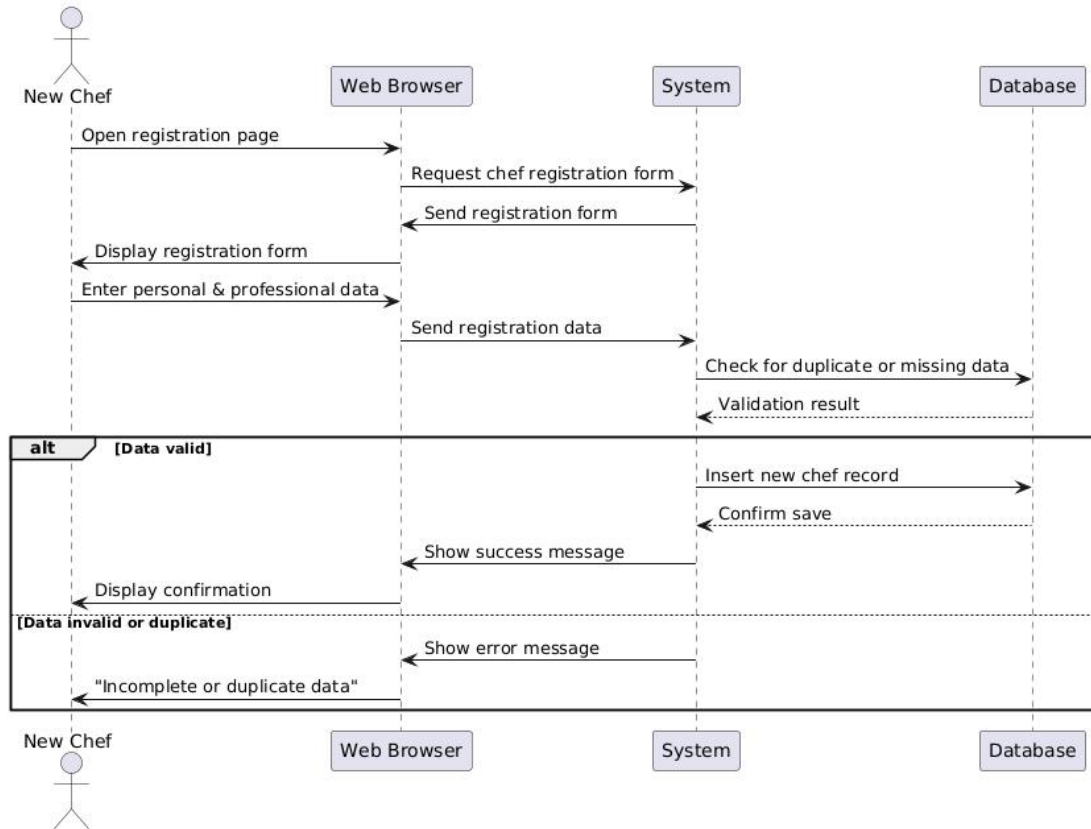 New Chef
Web Browser
System
Database
Open registration page
Request chef registration form
Send registration form
Display registration form
Enter personal & professional data
Send registration data
Check for duplicate or missing data
Validation result
alt [Data valid]
Insert new chef record
Confirm save
Show success message
Display confirmation
[Data invalid or duplicate]
Show error message
"Incomplete or duplicate data"
New Chef
Web Browser
System
Database